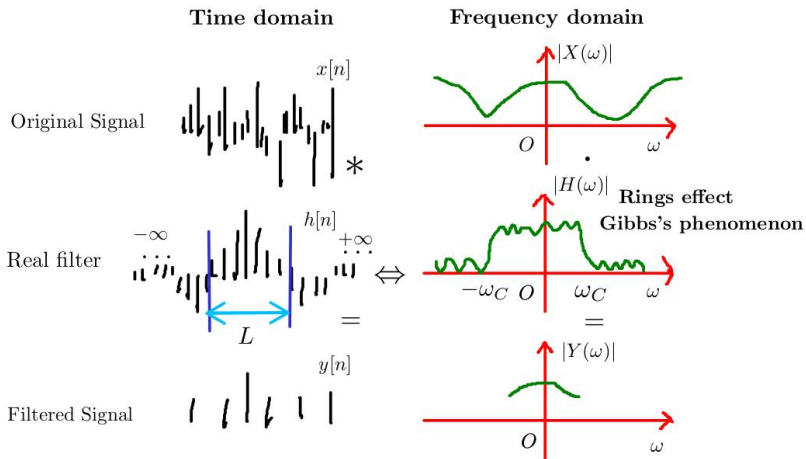 Time domain
Frequency domain
x[n]
|X(ω)|
Original Signal
*
O
ω
·
|H(ω)|
Rings effect
Gibbs's phenomenon
h[n]
−∞
...
+∞
...
Real filter
⇔
−ω_C
O
ω_C
ω
L
=
=
y[n]
|Y(ω)|
Filtered Signal
O
ω